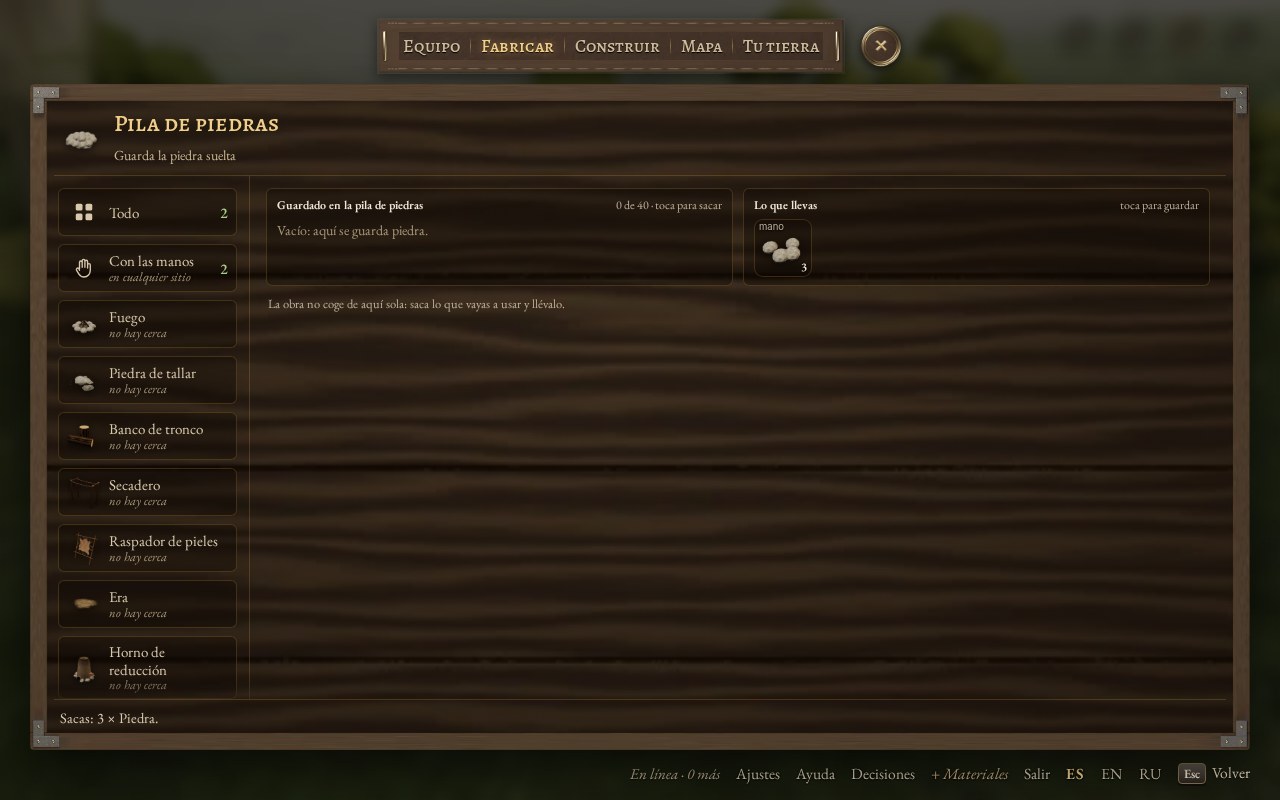 Equipo Fabricar Construir Mapa Tu tierra ×
Pila de piedras
Guarda la piedra suelta
Todo 2
Con las manos 2
en cualquier sitio
Fuego
no hay cerca
Piedra de tallar
no hay cerca
Banco de tronco
no hay cerca
Secadero
no hay cerca
Raspador de pieles
no hay cerca
Era
no hay cerca
Horno de
reducción
no hay cerca
Guardado en la pila de piedras 0 de 40 · toca para sacar
Vacío: aquí se guarda piedra.
Lo que llevas toca para guardar
mano
3
La obra no coge de aquí sola: saca lo que vayas a usar y llévalo.
Sacas: 3 × Piedra.
En línea · 0 más Ajustes Ayuda Decisiones + Materiales Salir ES EN RU Esc Volver